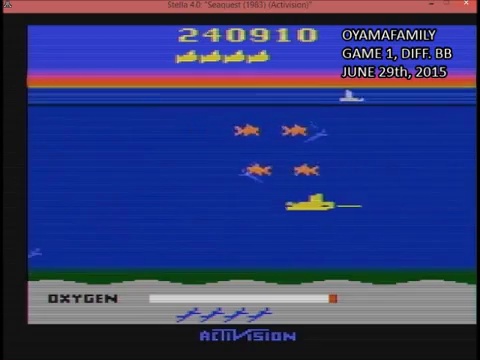 Stella 4.0: "Seaquest (1983) (Activision)"
240910
OYAMAFAMILY
GAME 1, DIFF. BB
JUNE 29th, 2015
OXYGEN
ACTIVISION